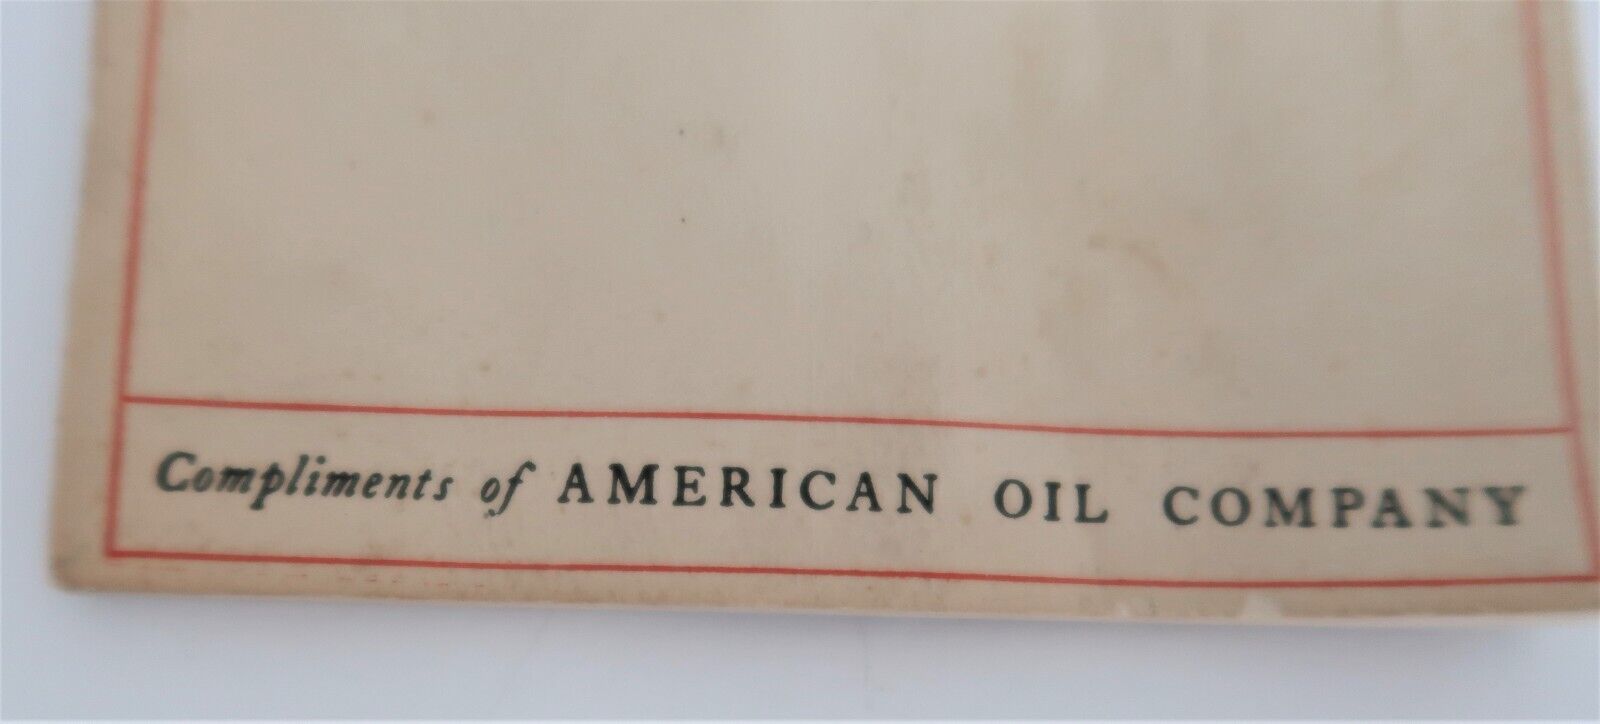 Compliments of AMERICAN OIL COMPANY